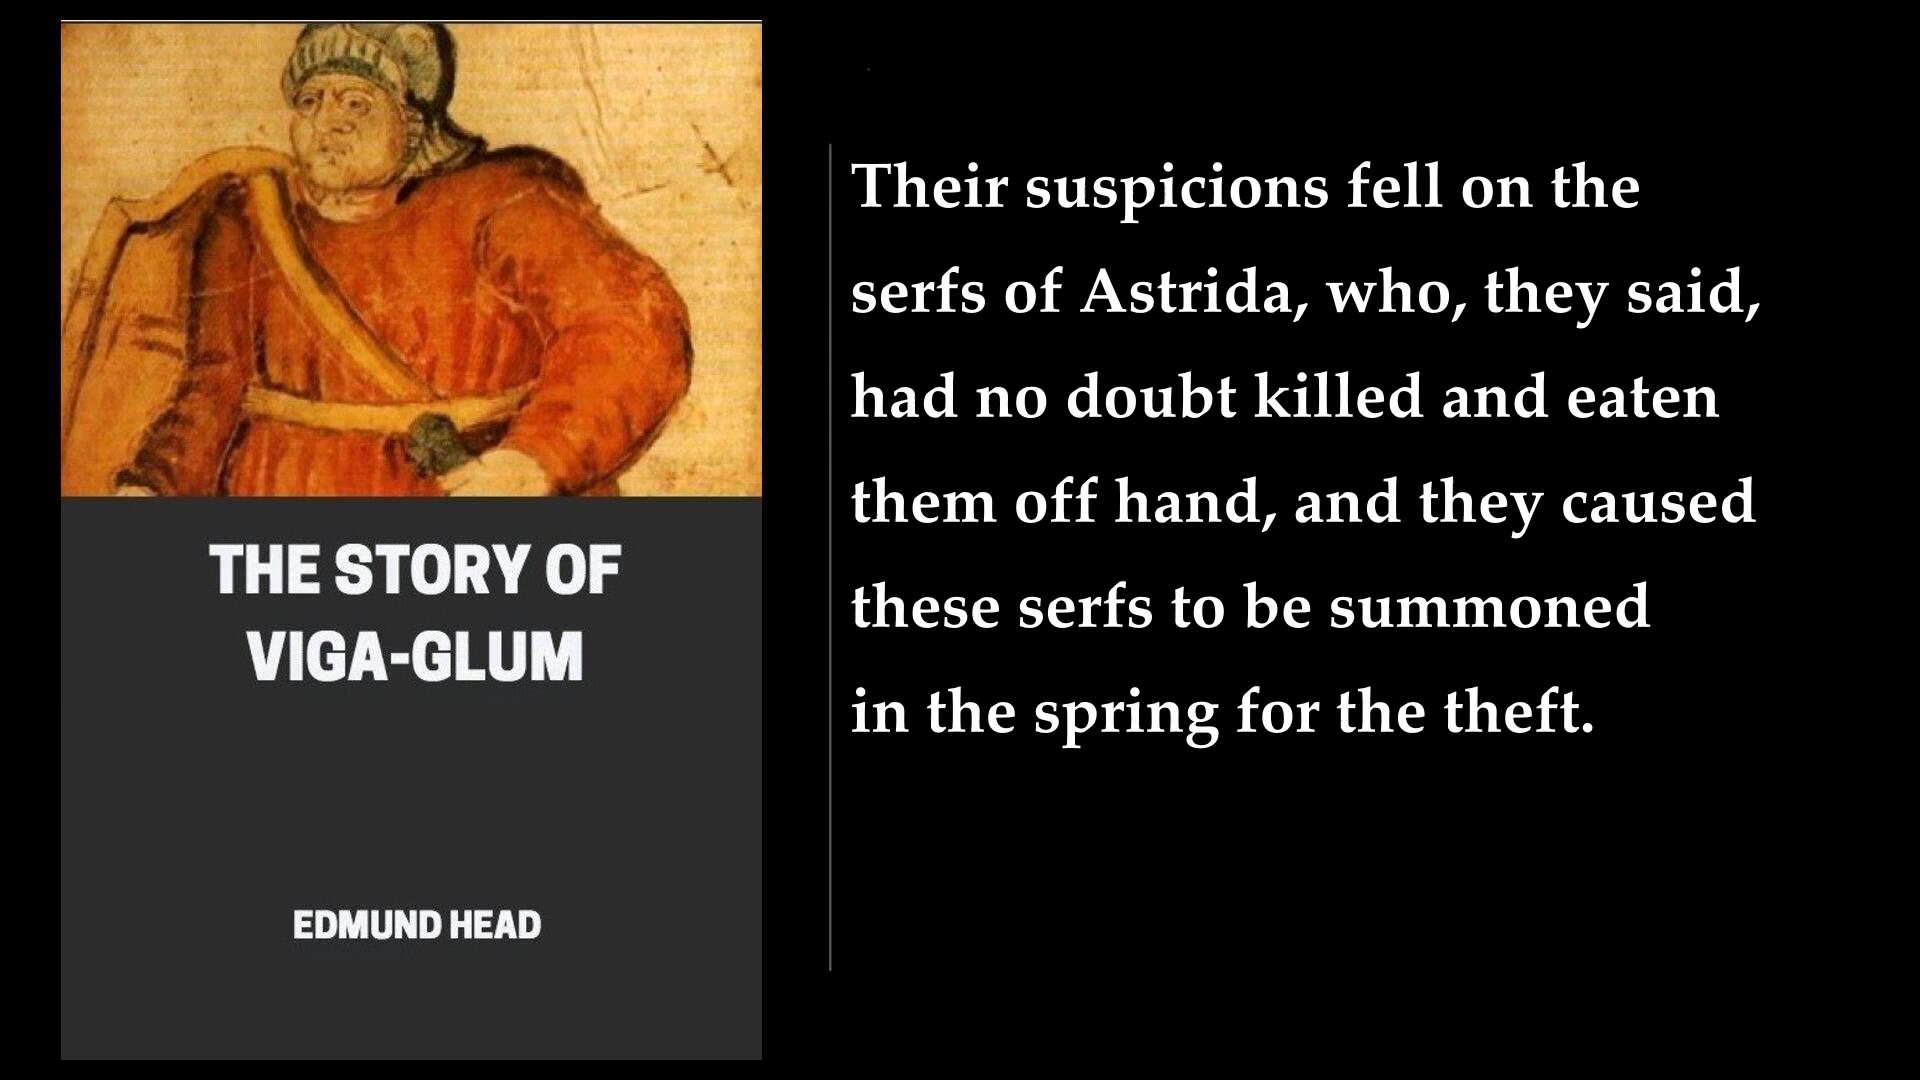 THE STORY OF
VIGA-GLUM
EDMUND HEAD
Their suspicions fell on the
serfs of Astrida, who, they said,
had no doubt killed and eaten
them off hand, and they caused
these serfs to be summoned
in the spring for the theft.